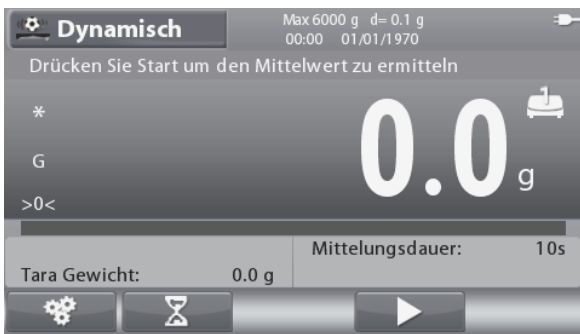 Dynamisch
Max 6000 g d= 0.1 g
00:00 01/01/1970
Drücken Sie Start um den Mittelwert zu ermitteln
*
1
G
0.0 g
>0<
Mittelungsdauer: 10s
Tara Gewicht: 0.0 g